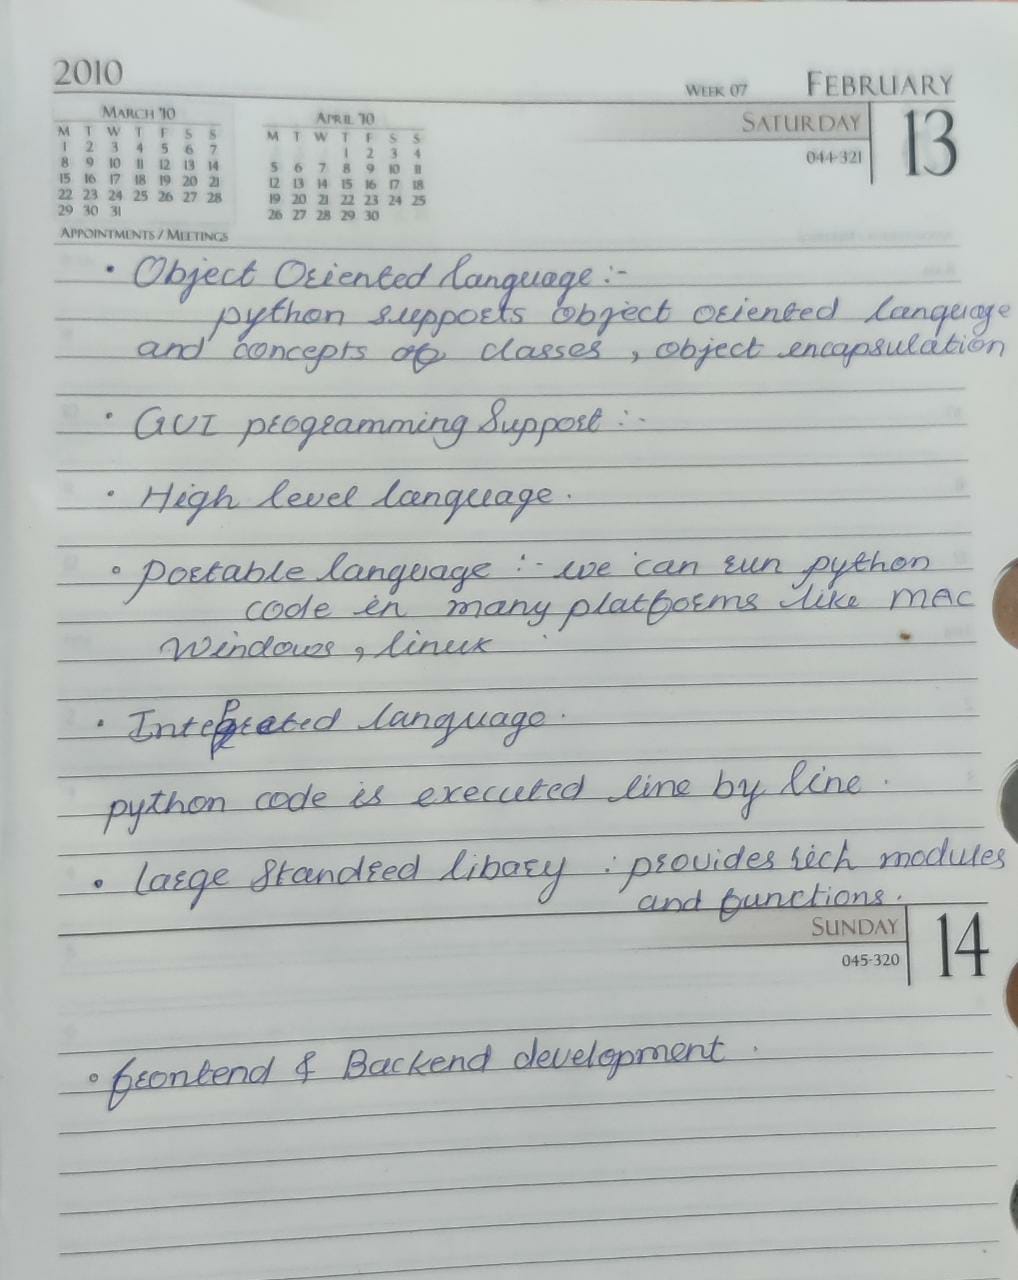 2010
WEEK 07 FEBRUARY
MARCH '10
M T W T F S S
1 2 3 4 5 6 7
8 9 10 11 12 13 14
15 16 17 18 19 20 21
22 23 24 25 26 27 28
29 30 31
APRIL '10
M T W T F S S
1 2 3 4
5 6 7 8 9 10 11
12 13 14 15 16 17 18
19 20 21 22 23 24 25
26 27 28 29 30
SATURDAY 13
044-321
APPOINTMENTS / MEETINGS
• Object Oriented language :-
python supports object oriented language
and concepts of classes, object encapsulation
• GUI programming Support :-
• High level language.
• portable language :- we can run python
code in many platforms like MAC
Windows, linux
• Intepreated language.
python code is executed line by line.
• large Standred libary : provides rich modules
and functions.
SUNDAY 14
045-320
• frontend & Backend development.